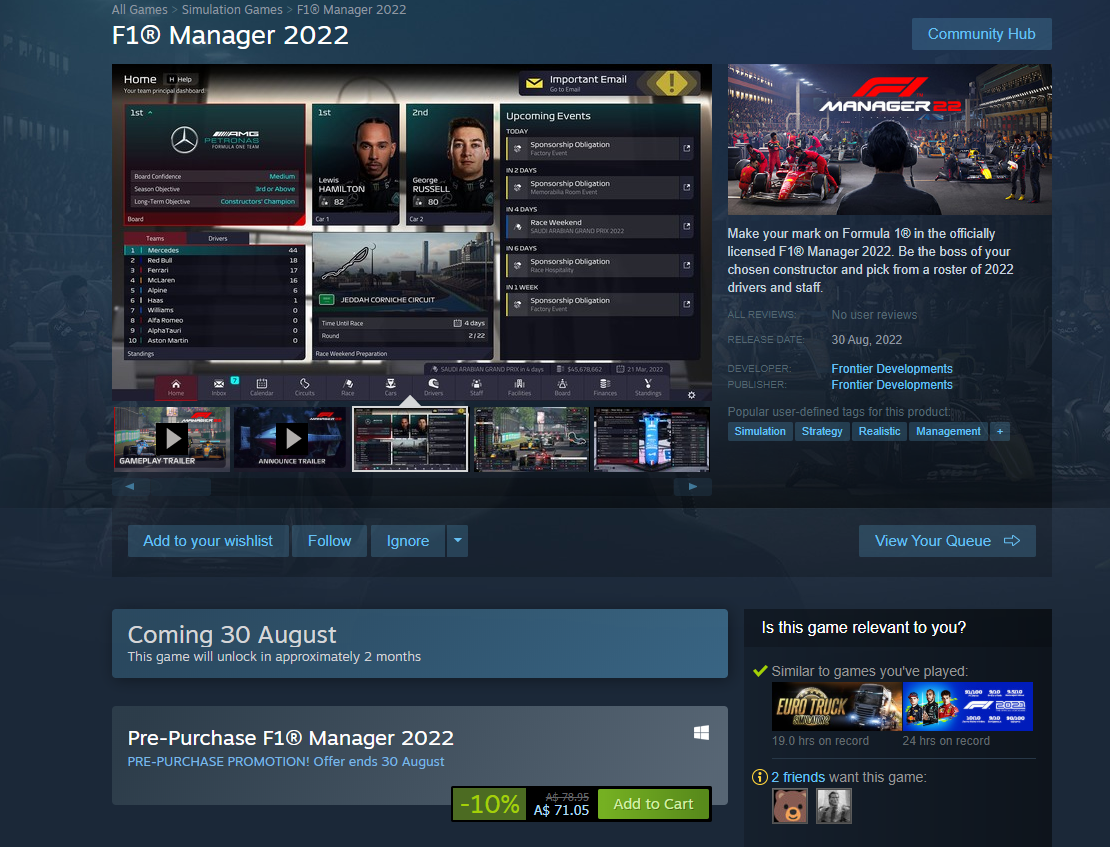 All Games > Simulation Games > F1® Manager 2022
F1® Manager 2022
Community Hub
Home
H Help
Your team principal dashboard
Important Email
Go to Email
1st
AMG
PETRONAS
FORMULA ONE TEAM
Board Confidence Medium
Season Objective 3rd or Above
Long-Term Objective Constructors' Champion
Board
1st
Lewis
HAMILTON
82
Car 1
2nd
George
RUSSELL
80
Car 2
Upcoming Events
TODAY
Sponsorship Obligation
Factory Event
IN 2 DAYS
Sponsorship Obligation
Memorabilia Room Event
IN 4 DAYS
Race Weekend
SAUDI ARABIAN GRAND PRIX 2022
IN 6 DAYS
Sponsorship Obligation
Race Hospitality
IN 1 WEEK
Sponsorship Obligation
Factory Event
Teams Drivers
1 Mercedes 44
2 Red Bull 18
3 Ferrari 17
4 McLaren 16
5 Alpine 6
6 Haas 1
7 Williams 0
8 Alfa Romeo 0
9 AlphaTauri 0
10 Aston Martin 0
Standings
JEDDAH CORNICHE CIRCUIT
Time Until Race 4 days
Round 2 / 22
Race Weekend Preparation
SAUDI ARABIAN GRAND PRIX in 4 days $45,678,662 21 Mar, 2022
7
Home Inbox Calendar Circuits Race Cars Drivers Staff Facilities Board Finances Standings
GAMEPLAY TRAILER
ANNOUNCE TRAILER
F1
MANAGER 22
Make your mark on Formula 1® in the officially
licensed F1® Manager 2022. Be the boss of your
chosen constructor and pick from a roster of 2022
drivers and staff.
ALL REVIEWS: No user reviews
RELEASE DATE: 30 Aug, 2022
DEVELOPER: Frontier Developments
PUBLISHER: Frontier Developments
Popular user-defined tags for this product:
Simulation Strategy Realistic Management +
Add to your wishlist
Follow
Ignore
View Your Queue
Coming 30 August
This game will unlock in approximately 2 months
Pre-Purchase F1® Manager 2022
PRE-PURCHASE PROMOTION! Offer ends 30 August
-10%
A$ 78.95
A$ 71.05
Add to Cart
Is this game relevant to you?
Similar to games you've played:
EURO TRUCK
SIMULATOR 2
F1 2021
19.0 hrs on record
24 hrs on record
2 friends want this game: